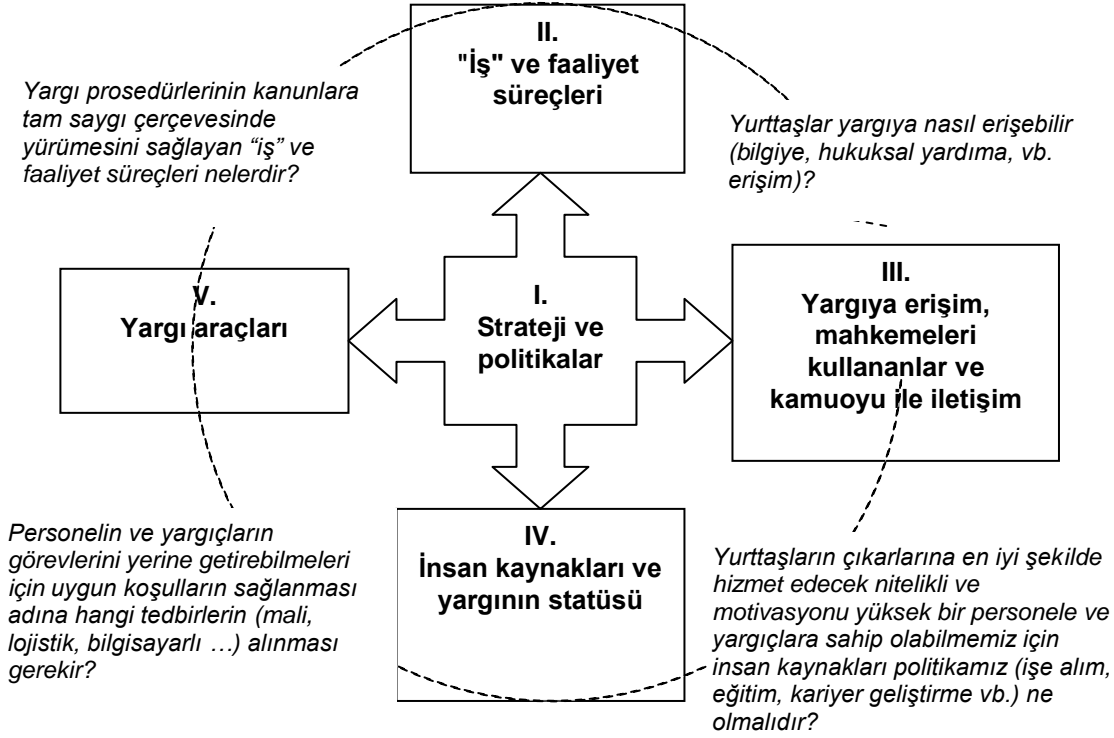 II.
"İş" ve faaliyet
süreçleri
Yargı prosedürlerinin kanunlara
tam saygı çerçevesinde
yürümesini sağlayan “iş” ve
faaliyet süreçleri nelerdir?
Yurttaşlar yargıya nasıl erişebilir
(bilgiye, hukuksal yardıma, vb.
erişim)?
V.
Yargı araçları
I.
Strateji ve
politikalar
III.
Yargıya erişim,
mahkemeleri
kullananlar ve
kamuoyu ile iletişim
Personelin ve yargıçların
görevlerini yerine getirebilmeleri
için uygun koşulların sağlanması
adına hangi tedbirlerin (mali,
lojistik, bilgisayarlı …) alınması
gerekir?
IV.
İnsan kaynakları ve
yargının statüsü
Yurttaşların çıkarlarına en iyi şekilde
hizmet edecek nitelikli ve
motivasyonu yüksek bir personele ve
yargıçlara sahip olabilmemiz için
insan kaynakları politikamız (işe alım,
eğitim, kariyer geliştirme vb.) ne
olmalıdır?